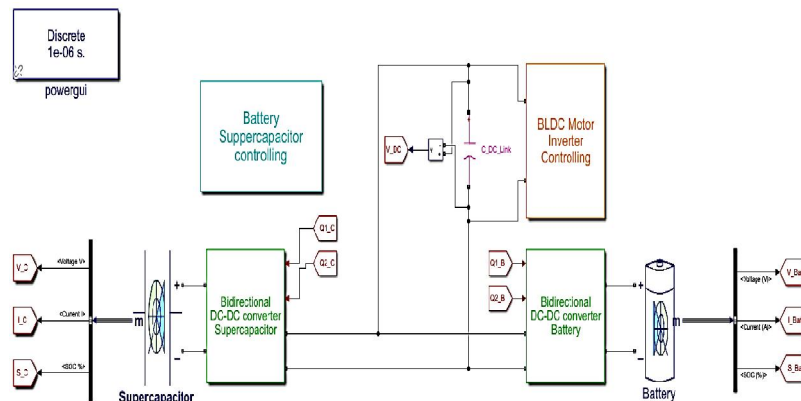 Discrete
1e-06 s.
powergui
Battery
Suppercapacitor
controlling
V_DC
v
+
-
C_DC_Link
BLDC Motor
Inverter
Controlling
Q1_C
Q2_C
Q1_B
Q2_B
V_C
I_C
S_C
<Voltage V>
<Current I>
<SOC %>
m
+
−
Supercapacitor
Bidirectional
DC-DC converter
Supercapacitor
Bidirectional
DC-DC converter
Battery
+
−
m
Battery
<Voltage (V)>
<Current (A)>
<SOC (%)>
V_Bat
I_Bat
S_Bat